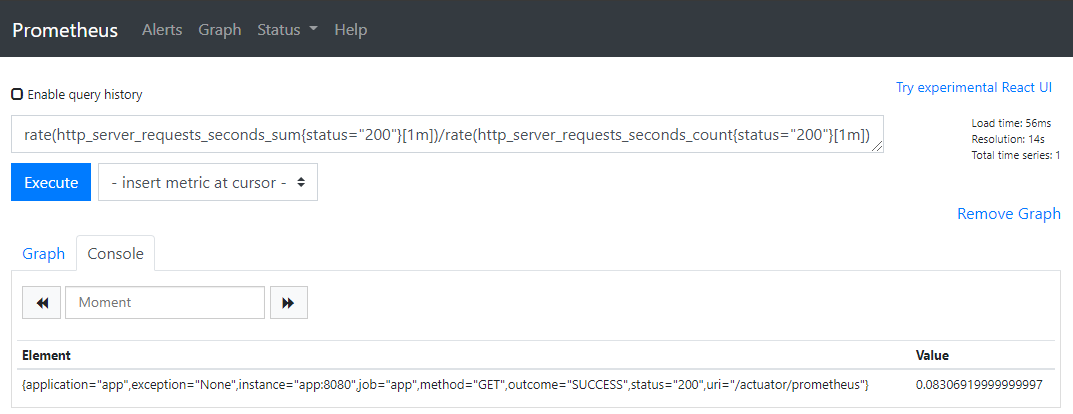 Prometheus Alerts Graph Status Help
Enable query history
Try experimental React UI
rate(http_server_requests_seconds_sum{status="200"}[1m])/rate(http_server_requests_seconds_count{status="200"}[1m])
Load time: 56ms
Resolution: 14s
Total time series: 1
Execute - insert metric at cursor -
Remove Graph
Graph Console
Moment
Element Value
{application="app",exception="None",instance="app:8080",job="app",method="GET",outcome="SUCCESS",status="200",uri="/actuator/prometheus"} 0.08306919999999997